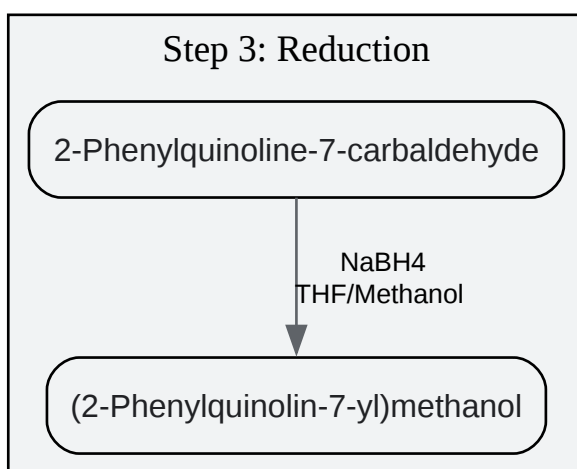 Step 3: Reduction
2-Phenylquinoline-7-carbaldehyde
NaBH4
THF/Methanol
(2-Phenylquinolin-7-yl)methanol